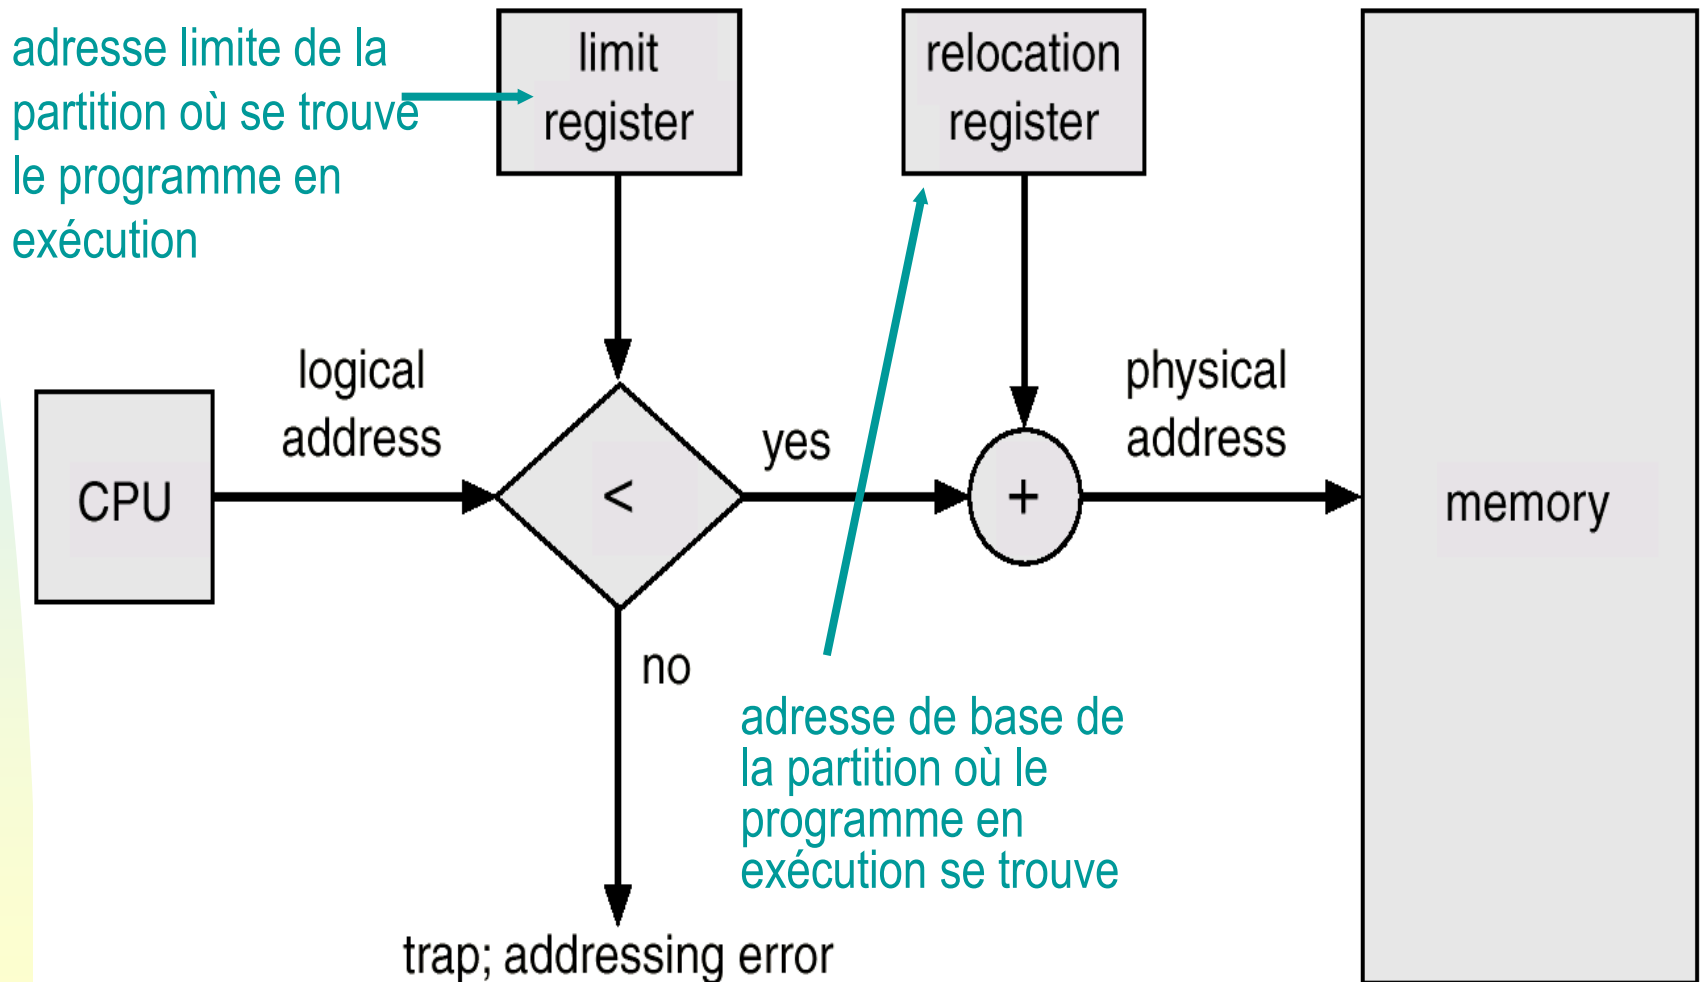 adresse limite de la
partition où se trouve
le programme en
exécution
limit
register
relocation
register
logical
address
physical
address
CPU
<
yes
+
memory
no
adresse de base de
la partition où le
programme en
exécution se trouve
trap; addressing error